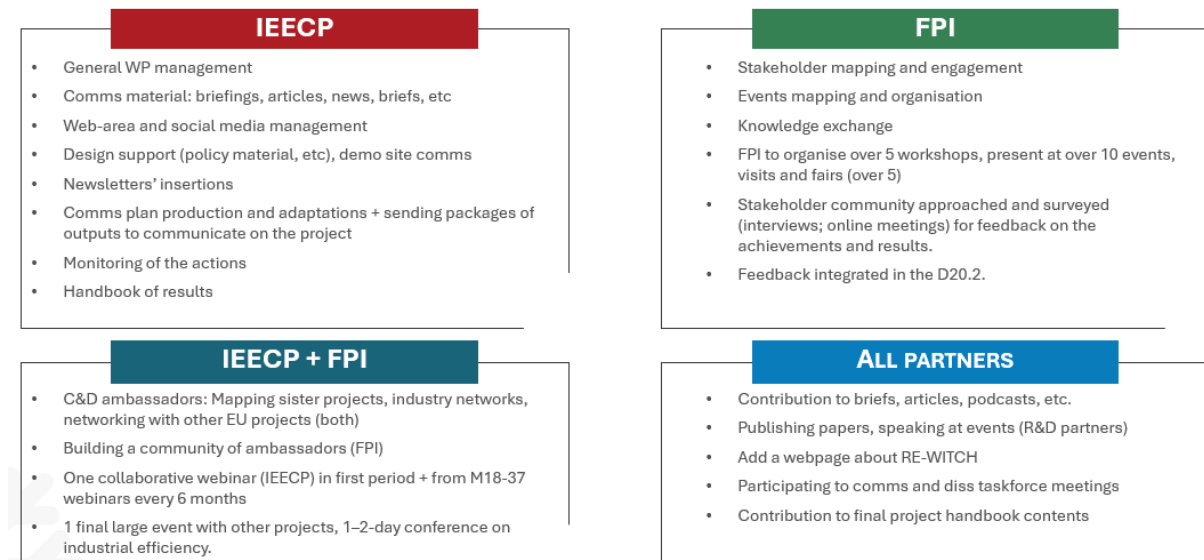 IEECP
• General WP management
• Comms material: briefings, articles, news, briefs, etc
• Web-area and social media management
• Design support (policy material, etc), demo site comms
• Newsletters’ insertions
• Comms plan production and adaptations + sending packages of
outputs to communicate on the project
• Monitoring of the actions
• Handbook of results
FPI
• Stakeholder mapping and engagement
• Events mapping and organisation
• Knowledge exchange
• FPI to organise over 5 workshops, present at over 10 events,
visits and fairs (over 5)
• Stakeholder community approached and surveyed
(interviews; online meetings) for feedback on the
achievements and results.
• Feedback integrated in the D20.2.
IEECP + FPI
• C&D ambassadors: Mapping sister projects, industry networks,
networking with other EU projects (both)
• Building a community of ambassadors (FPI)
• One collaborative webinar (IEECP) in first period + from M18-37
webinars every 6 months
• 1 final large event with other projects, 1–2-day conference on
industrial efficiency.
ALL PARTNERS
• Contribution to briefs, articles, podcasts, etc.
• Publishing papers, speaking at events (R&D partners)
• Add a webpage about RE-WITCH
• Participating to comms and diss taskforce meetings
• Contribution to final project handbook contents